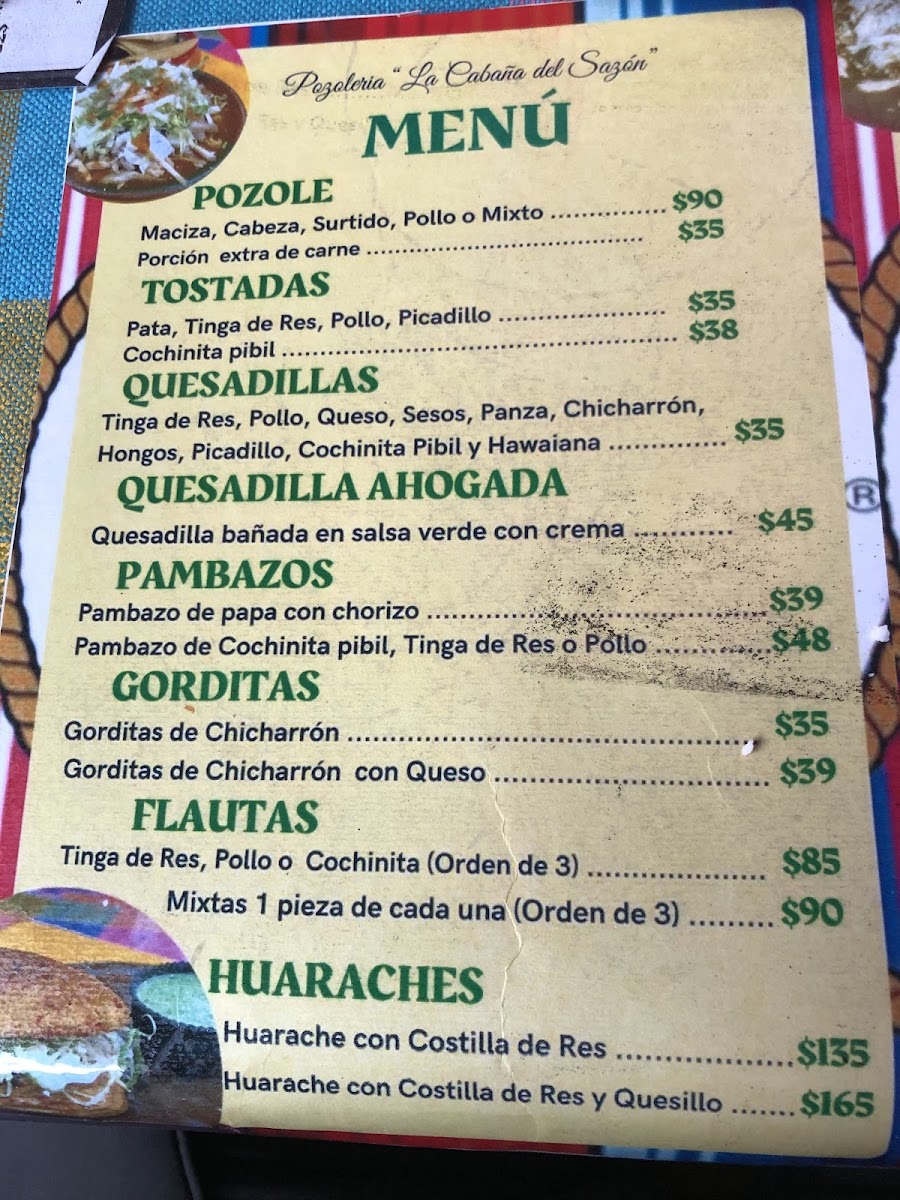 Pozoleria "La Cabaña del Sazón"
MENÚ
POZOLE
Maciza, Cabeza, Surtido, Pollo o Mixto ............... $90
Porción extra de carne .................................... $35
TOSTADAS
Pata, Tinga de Res, Pollo, Picadillo ...................... $35
Cochinita pibil ..................................................... $38
QUESADILLAS
Tinga de Res, Pollo, Queso, Sesos, Panza, Chicharrón,
Hongos, Picadillo, Cochinita Pibil y Hawaiana ............. $35
QUESADILLA AHOGADA
Quesadilla bañada en salsa verde con crema ........... $45
PAMBAZOS
Pambazo de papa con chorizo ...................................... $39
Pambazo de Cochinita pibil, Tinga de Res o Pollo ............. $48
GORDITAS
Gorditas de Chicharrón .............................................. $35
Gorditas de Chicharrón con Queso ............................... $39
FLAUTAS
Tinga de Res, Pollo o Cochinita (Orden de 3) .................... $85
Mixtas 1 pieza de cada una (Orden de 3) ......... $90
HUARACHES
Huarache con Costilla de Res .................... $135
Huarache con Costilla de Res y Quesillo ....... $165
®